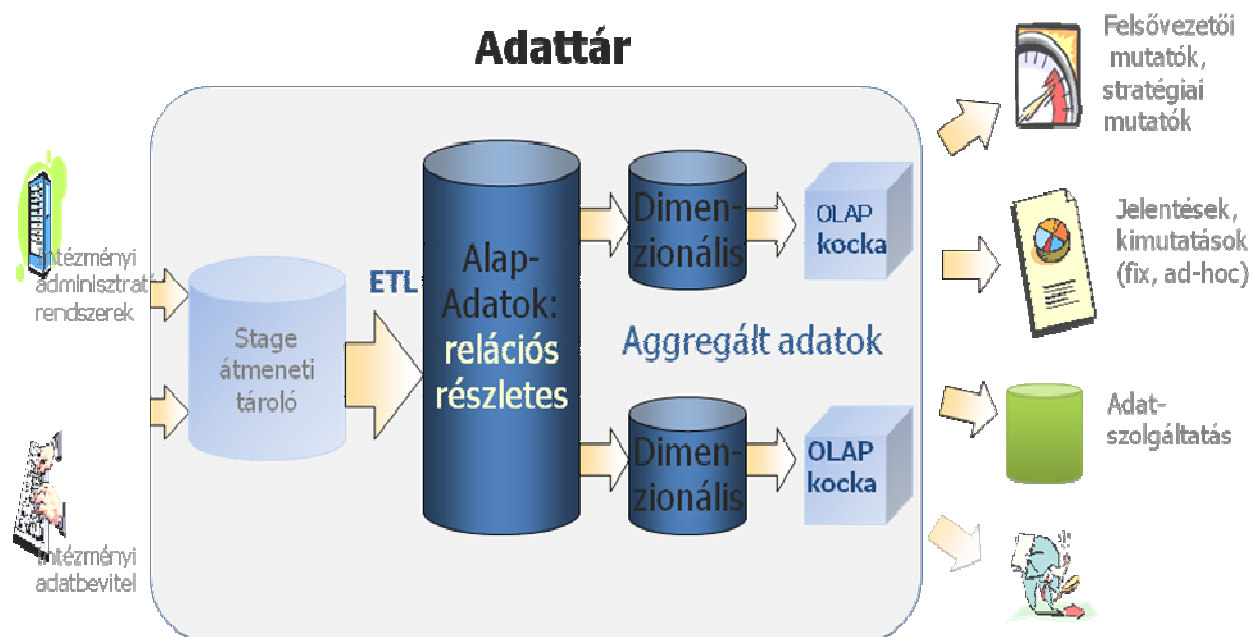 Adattár
Intézményi
adminisztrat
rendszerek
Intézményi
adatbevitel
Stage
átmeneti
tároló
ETL
Alap-
Adatok:
relációs
részletes
Dimen-
zionális
OLAP
kocka
Aggregált adatok
Dimen-
zionális
OLAP
kocka
Felsővezetői
mutatók,
stratégiai
mutatók
Jelentések,
kimutatások
(fix, ad-hoc)
Adat-
szolgáltatás